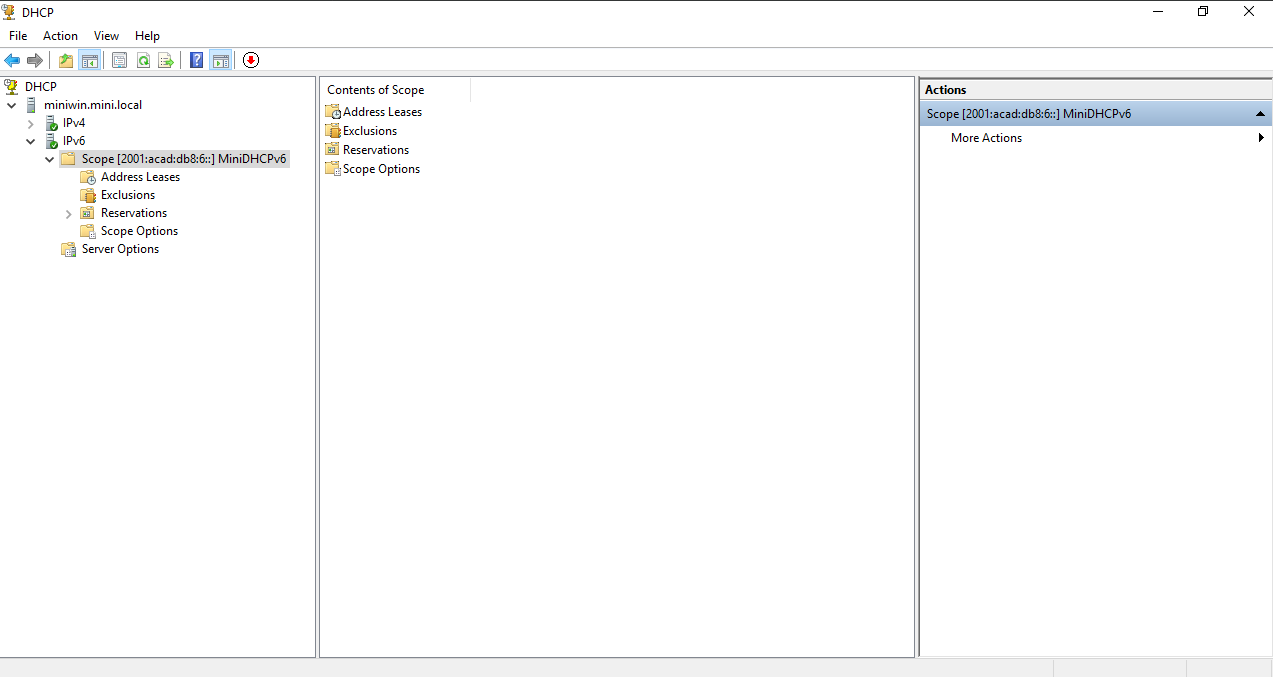 DHCP
File Action View Help
DHCP
miniwin.mini.local
IPv4
IPv6
Scope [2001:acad:db8:6::] MiniDHCPv6
Address Leases
Exclusions
Reservations
Scope Options
Server Options
Contents of Scope
Address Leases
Exclusions
Reservations
Scope Options
Actions
Scope [2001:acad:db8:6::] MiniDHCPv6
More Actions